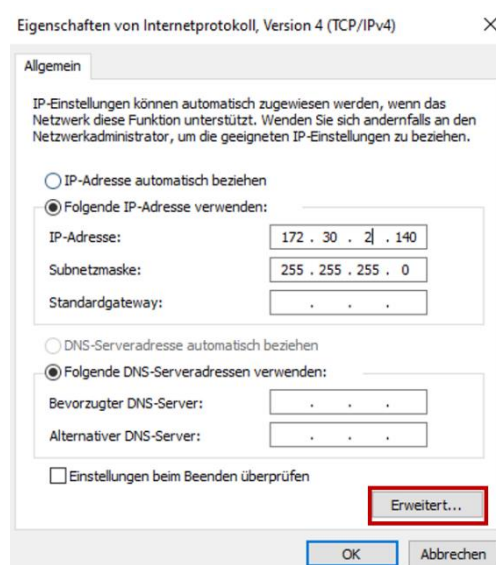 Eigenschaften von Internetprotokoll, Version 4 (TCP/IPv4)
Allgemein
IP-Einstellungen können automatisch zugewiesen werden, wenn das
Netzwerk diese Funktion unterstützt. Wenden Sie sich andernfalls an den
Netzwerkadministrator, um die geeigneten IP-Einstellungen zu beziehen.
IP-Adresse automatisch beziehen
Folgende IP-Adresse verwenden:
IP-Adresse: 172 . 30 . 2 . 140
Subnetzmaske: 255 . 255 . 255 . 0
Standardgateway: . . .
DNS-Serveradresse automatisch beziehen
Folgende DNS-Serveradressen verwenden:
Bevorzugter DNS-Server: . . .
Alternativer DNS-Server: . . .
Einstellungen beim Beenden überprüfen
Erweitert...
OK Abbrechen